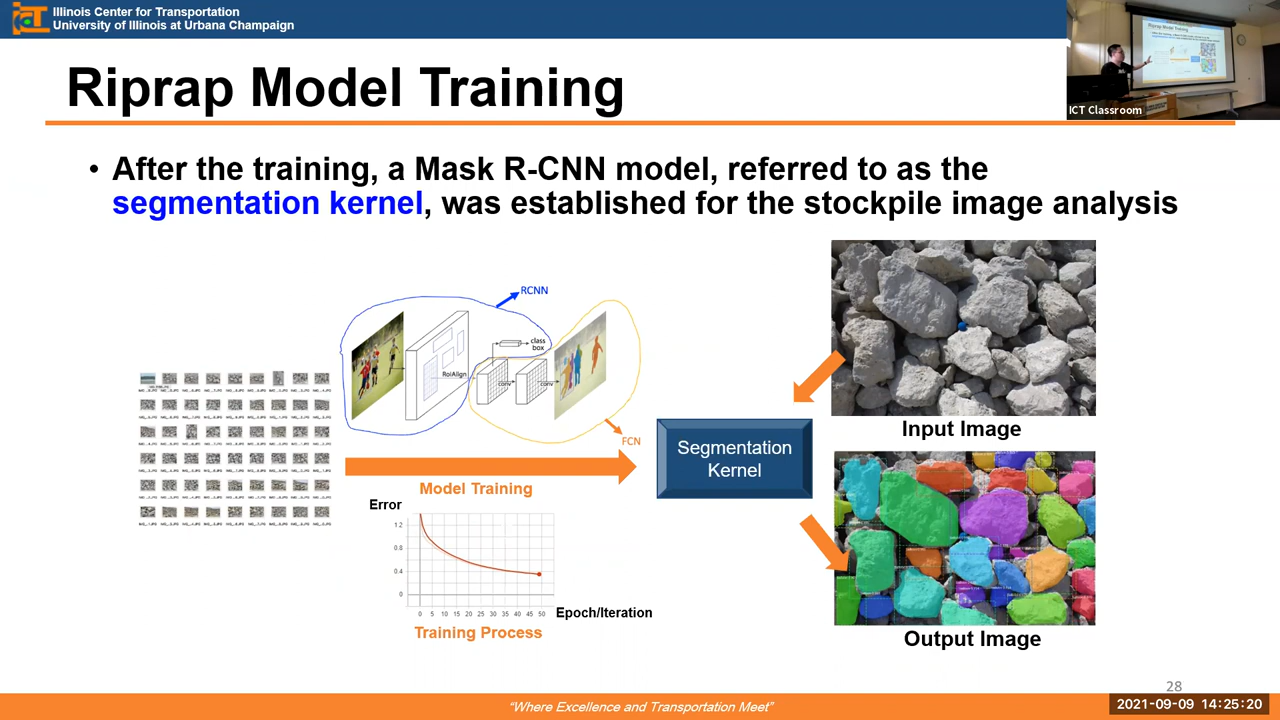 Illinois Center for Transportation
University of Illinois at Urbana Champaign
Riprap Model Training
ICT Classroom
• After the training, a Mask R-CNN model, referred to as the
segmentation kernel, was established for the stockpile image analysis
RCNN
class
box
RoIAlign
conv
conv
FCN
Model Training
Segmentation
Kernel
Input Image
Output Image
Error
1.2
0.8
0.4
0
0 5 10 15 20 25 30 35 40 45 50
Epoch/Iteration
Training Process
28
"Where Excellence and Transportation Meet"
2021-09-09 14:25:20